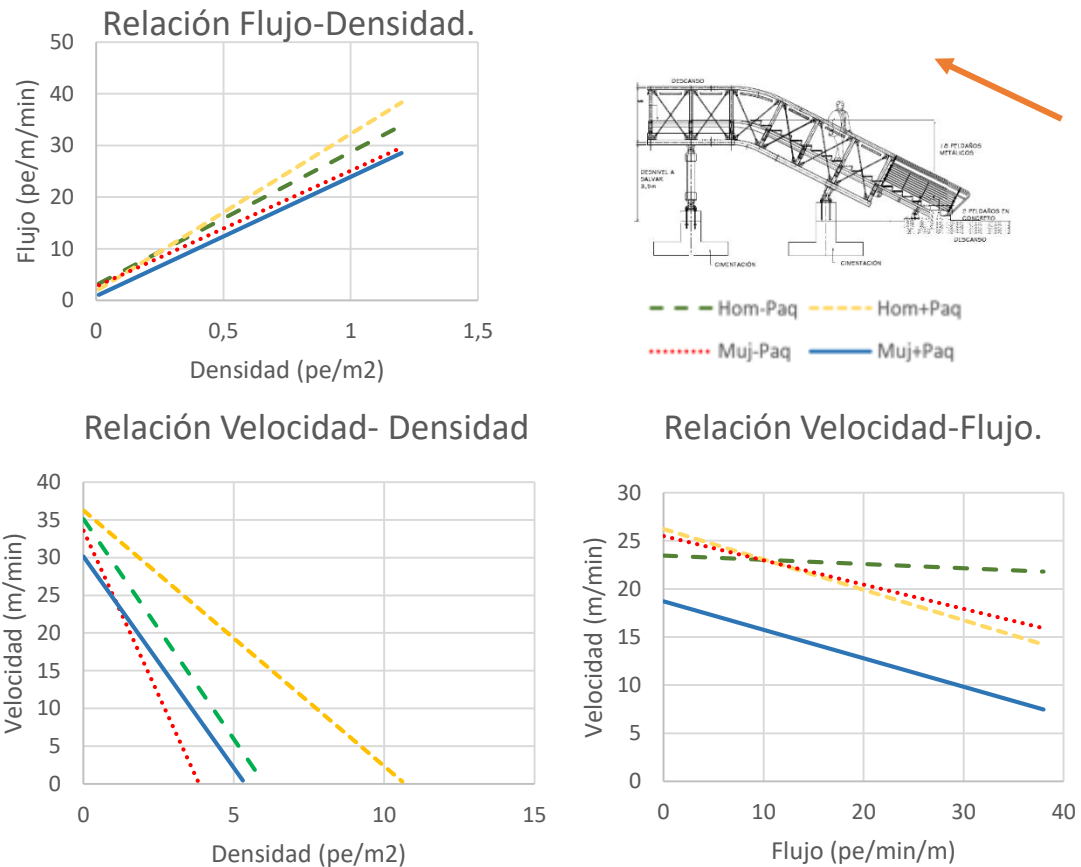 Relación Flujo-Densidad.
50
40
30
20
10
0
0
0,5
1
1,5
Flujo (pe/m/min)
Densidad (pe/m2)
DESCANSO
18 PELDAÑOS
METÁLICOS
DESNIVEL A
SALVAR
2 PELDAÑOS EN
CONCRETO
DESCANSO
CIMENTACIÓN
CIMENTACIÓN
Hom-Paq
Hom+Paq
Muj-Paq
Muj+Paq
Relación Velocidad- Densidad
40
35
30
25
20
15
10
5
0
0
5
10
15
Velocidad (m/min)
Densidad (pe/m2)
Relación Velocidad-Flujo.
30
25
20
15
10
5
0
0
10
20
30
40
Velocidad (m/min)
Flujo (pe/min/m)